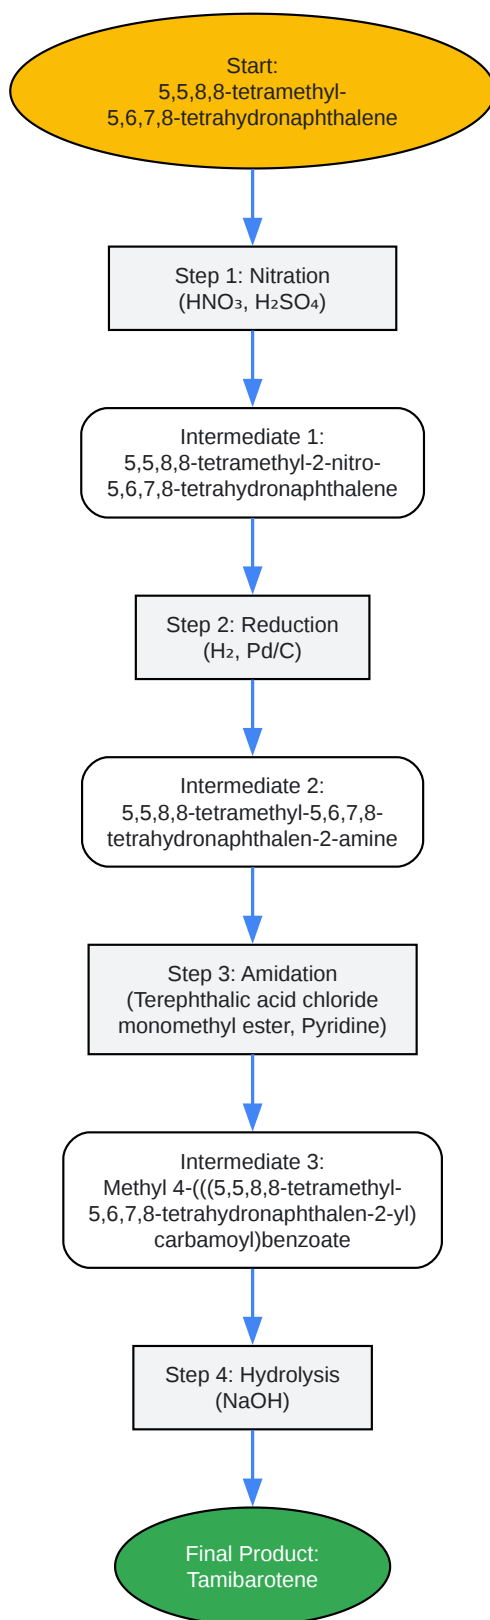 Start:
5,5,8,8-tetramethyl-
5,6,7,8-tetrahydronaphthalene
Step 1: Nitration
(HNO₃, H₂SO₄)
Intermediate 1:
5,5,8,8-tetramethyl-2-nitro-
5,6,7,8-tetrahydronaphthalene
Step 2: Reduction
(H₂, Pd/C)
Intermediate 2:
5,5,8,8-tetramethyl-5,6,7,8-
tetrahydronaphthalen-2-amine
Step 3: Amidation
(Terephthalic acid chloride
monomethyl ester, Pyridine)
Intermediate 3:
Methyl 4-(((5,5,8,8-tetramethyl-
5,6,7,8-tetrahydronaphthalen-2-yl)
carbamoyl)benzoate
Step 4: Hydrolysis
(NaOH)
Final Product:
Tamibarotene